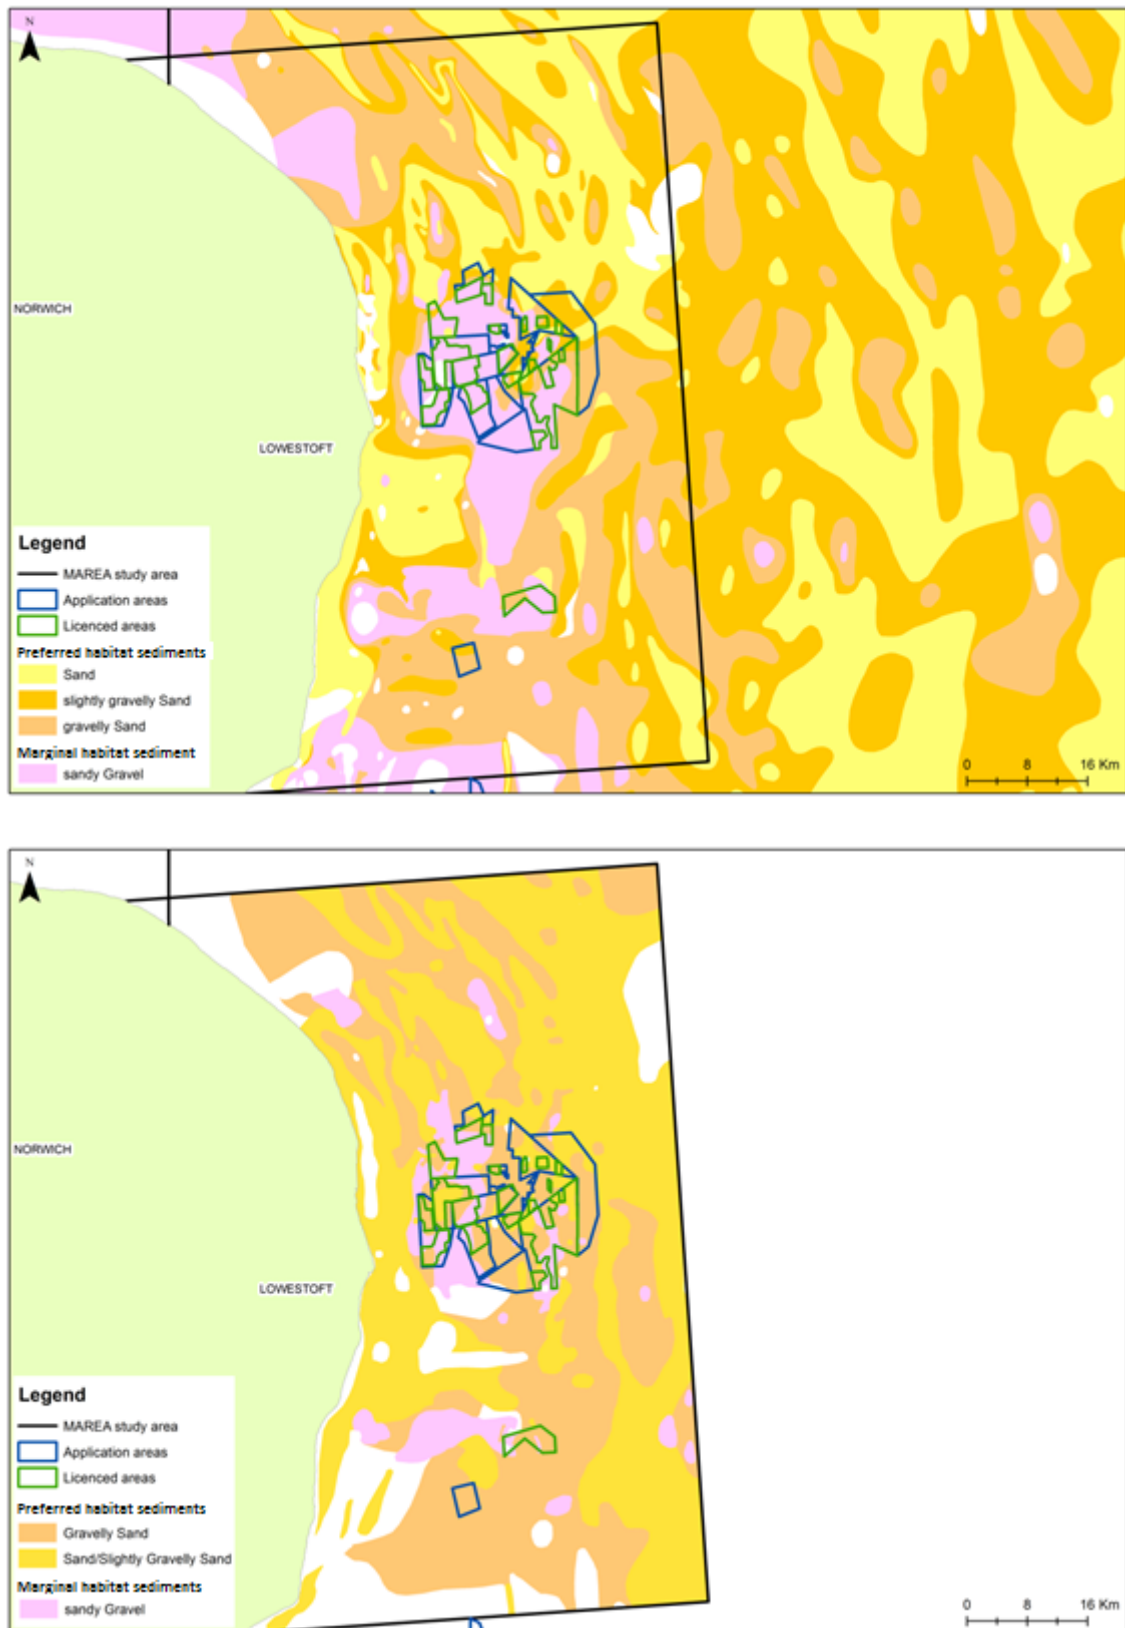 N
NORWICH
LOWESTOFT
Legend
MAREA study area
Application areas
Licenced areas
Preferred habitat sediments
Sand
slightly gravelly Sand
gravelly Sand
Marginal habitat sediment
sandy Gravel
0 8 16 Km
N
NORWICH
LOWESTOFT
Legend
MAREA study area
Application areas
Licenced areas
Preferred habitat sediments
Gravelly Sand
Sand/Slightly Gravelly Sand
Marginal habitat sediments
sandy Gravel
0 8 16 Km